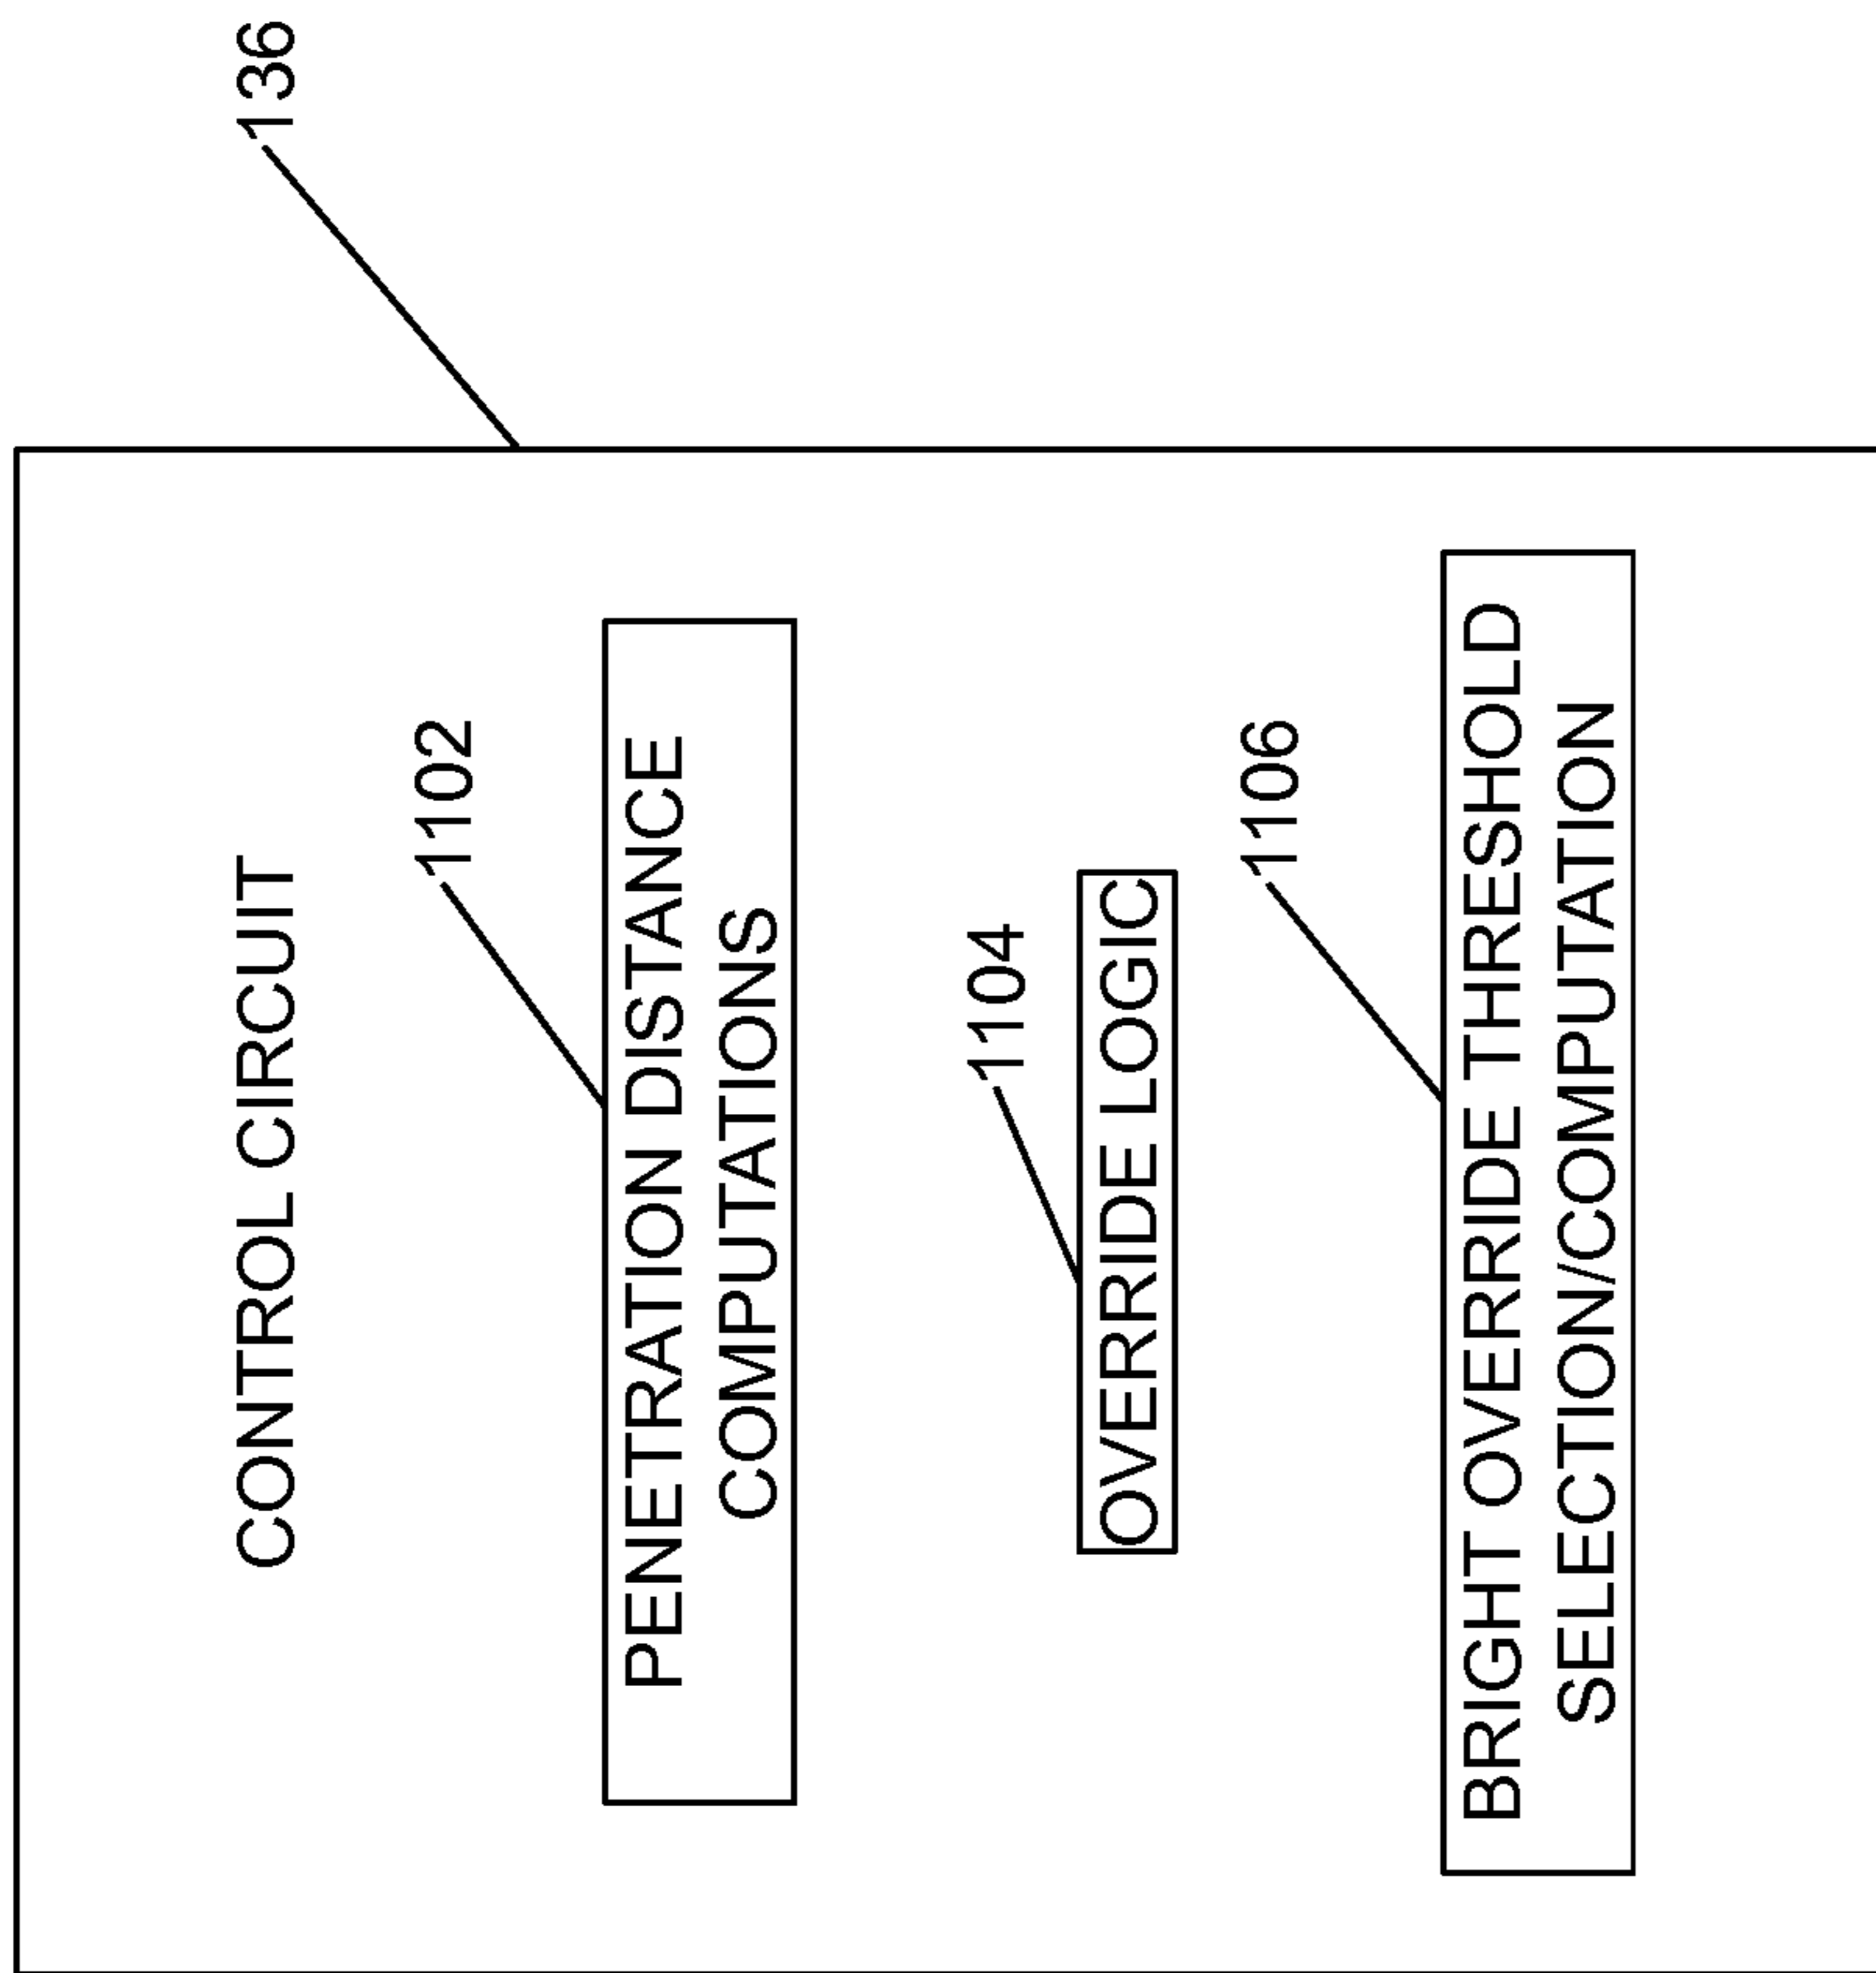 136
CONTROL CIRCUIT
1102
PENETRATION DISTANCE
COMPUTATIONS
1104
OVERRIDE LOGIC
1106
BRIGHT OVERRIDE THRESHOLD
SELECTION/COMPUTATION